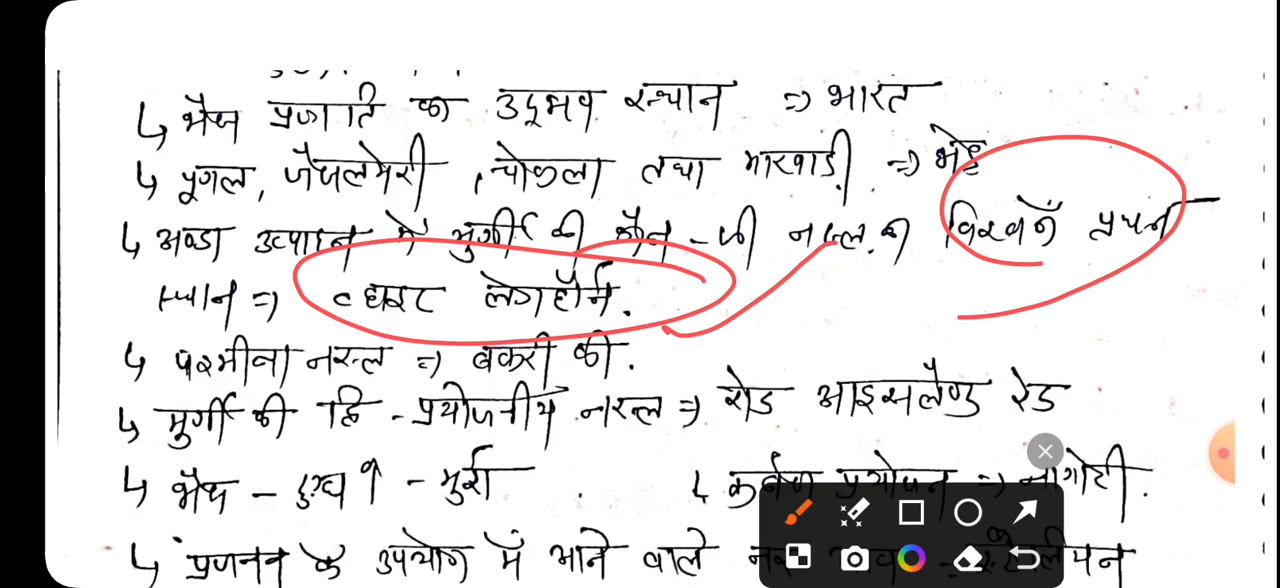 ↳ भैंस प्रजाति का उद्भव स्थान ⇒ भारत
↳ पूगल, जैसलमेरी, चोकला तथा मारवाड़ी ⇒ भेड़
↳ अण्डा उत्पादन में मुर्गी की कौन-सी नस्ल का विश्व में प्रथम
स्थान ⇒ व्हाइट लेगहॉर्न.
↳ पश्मीना नस्ल ⇒ बकरी की.
↳ मुर्गी की द्वि-प्रयोजनीय नस्ल ⇒ रोड आइसलैण्ड रेड
↳ भैंस - दुग्ध ↑ - मुर्रा ↳ कर्षण प्रयोजन ⇒ नागोरी.
↳ प्रजनन के उपयोग में आने वाले